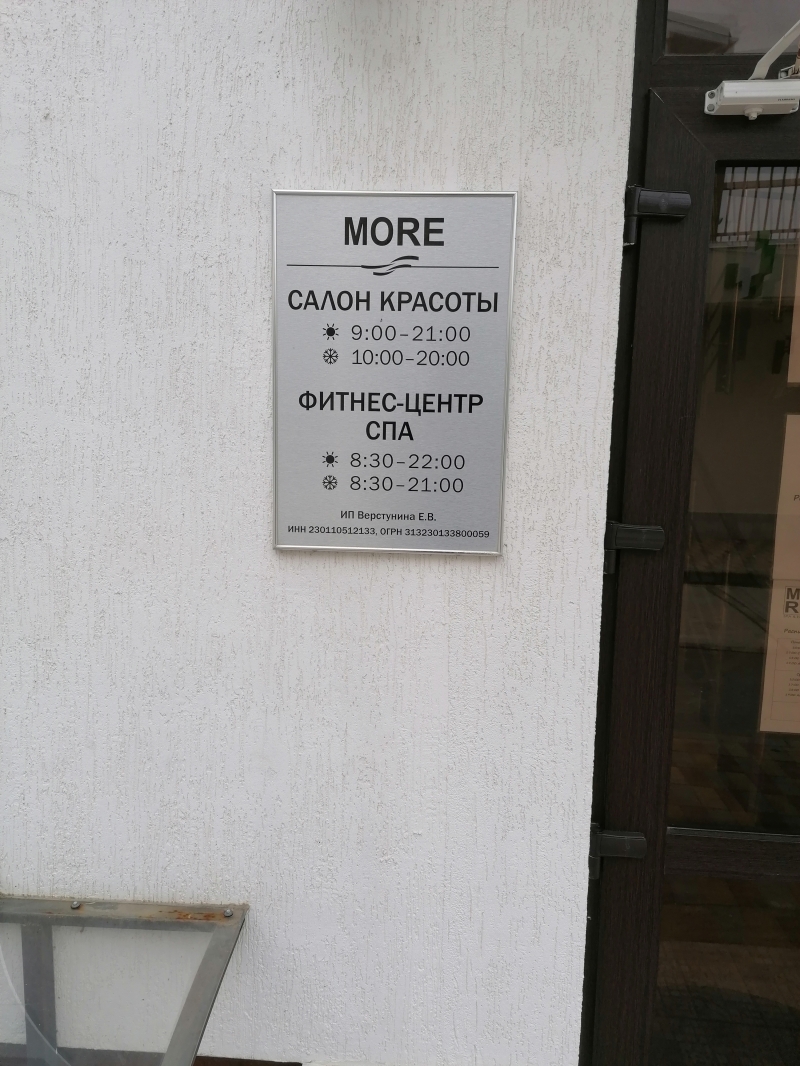 MORE
САЛОН КРАСОТЫ
9:00–21:00
10:00–20:00
ФИТНЕС-ЦЕНТР
СПА
8:30–22:00
8:30–21:00
ИП Верстунина Е.В.
ИНН 230110512133, ОГРН 313230133800059